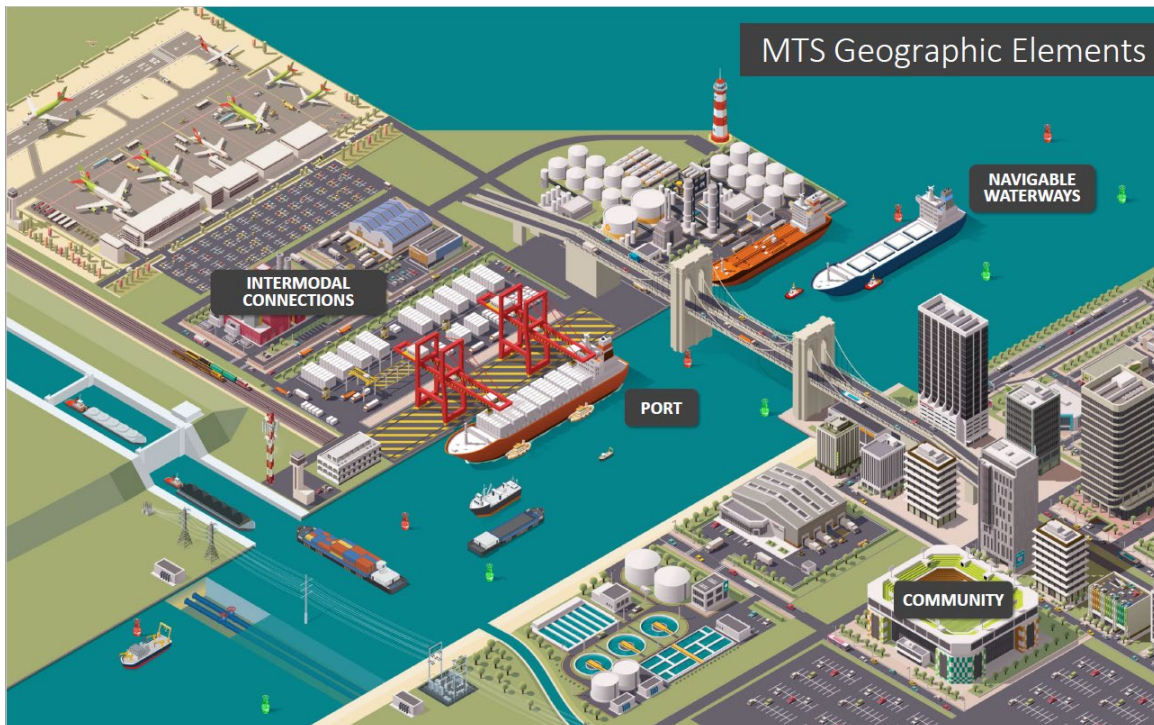 MTS Geographic Elements
NAVIGABLE
WATERWAYS
INTERMODAL
CONNECTIONS
PORT
COMMUNITY